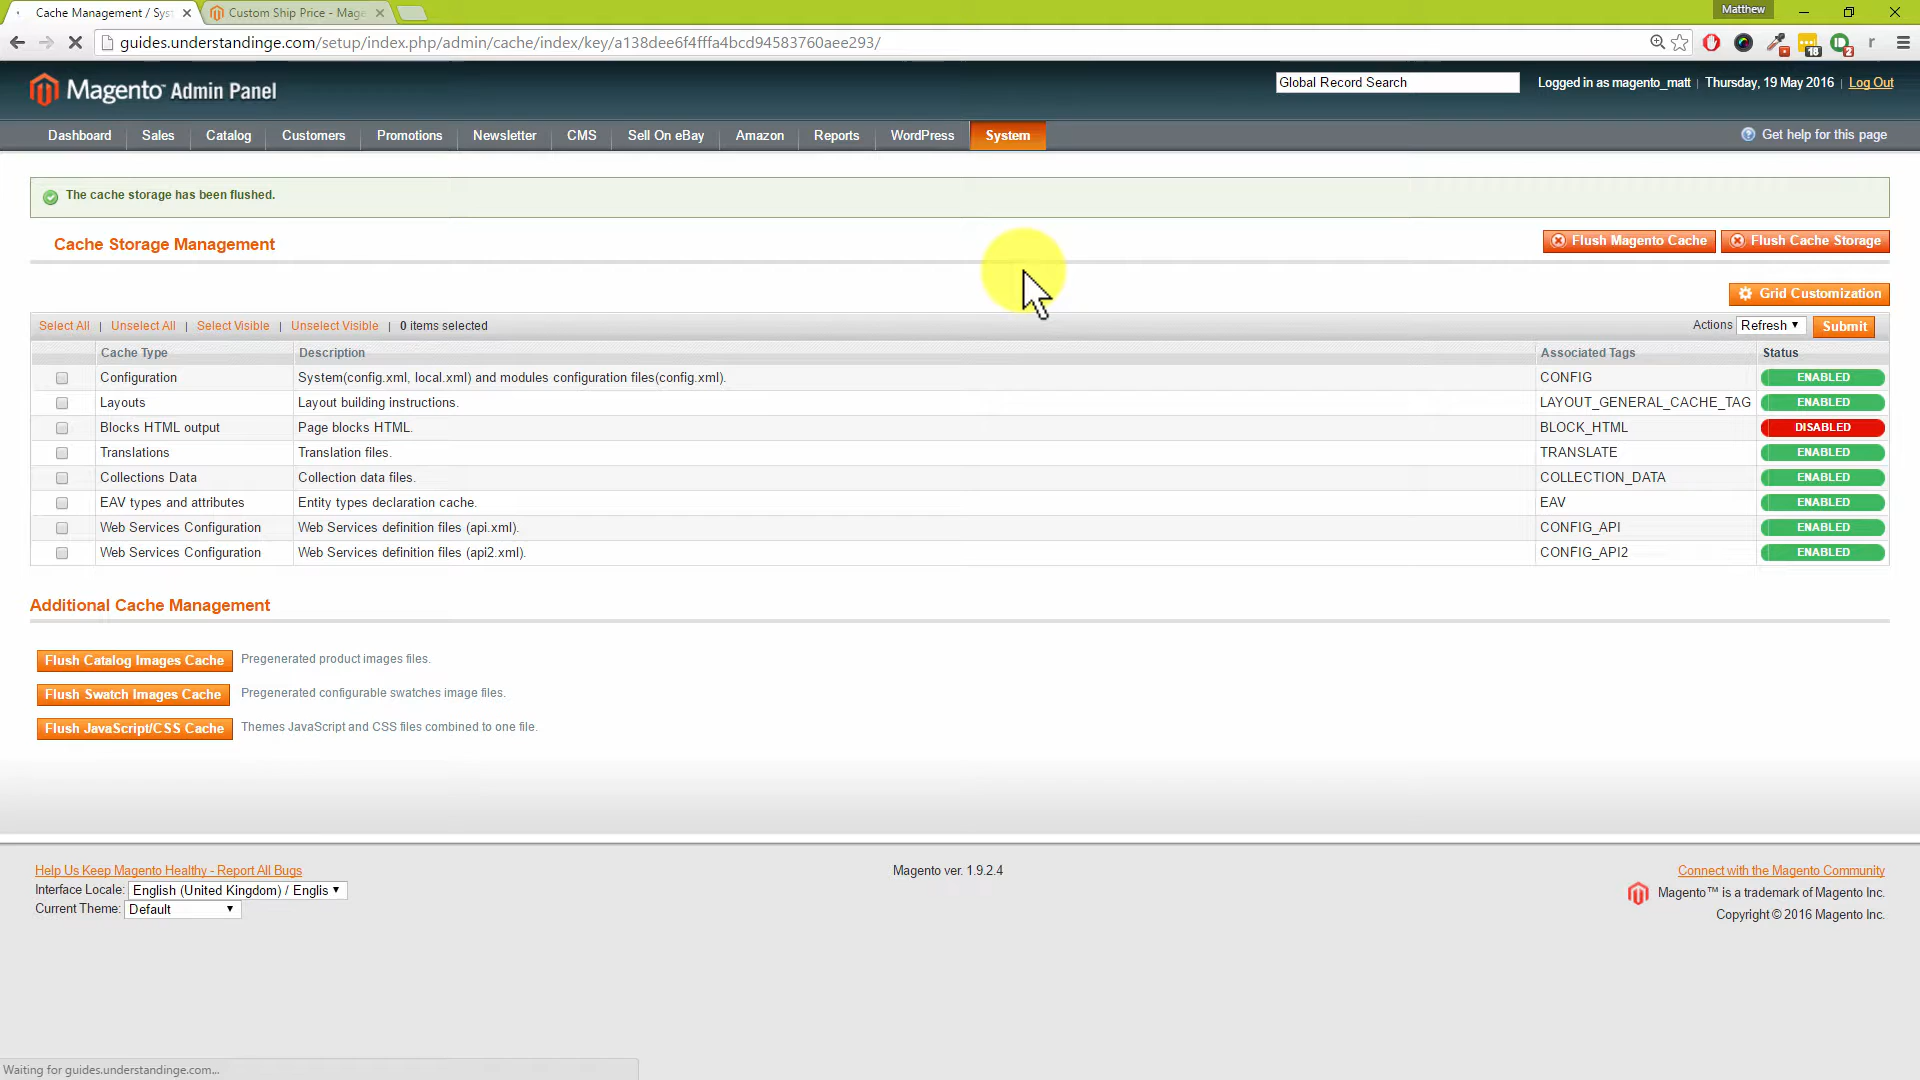 Cache Management / Sys
Custom Ship Price - Mage
Matthew
guides.understandinge.com/setup/index.php/admin/cache/index/key/a138dee6f4fffa4bcd94583760aee293/
18
2
r
Magento™ Admin Panel
Global Record Search
Logged in as magento_matt | Thursday, 19 May 2016 | Log Out
Dashboard Sales Catalog Customers Promotions Newsletter CMS Sell On eBay Amazon Reports WordPress System
Get help for this page
The cache storage has been flushed.
Cache Storage Management
Flush Magento Cache Flush Cache Storage
Grid Customization
Select All | Unselect All | Select Visible | Unselect Visible | 0 items selected
Actions Refresh Submit
Cache Type Description Associated Tags Status
Configuration System(config.xml, local.xml) and modules configuration files(config.xml). CONFIG ENABLED
Layouts Layout building instructions. LAYOUT_GENERAL_CACHE_TAG ENABLED
Blocks HTML output Page blocks HTML. BLOCK_HTML DISABLED
Translations Translation files. TRANSLATE ENABLED
Collections Data Collection data files. COLLECTION_DATA ENABLED
EAV types and attributes Entity types declaration cache. EAV ENABLED
Web Services Configuration Web Services definition files (api.xml). CONFIG_API ENABLED
Web Services Configuration Web Services definition files (api2.xml). CONFIG_API2 ENABLED
Additional Cache Management
Flush Catalog Images Cache Pregenerated product images files.
Flush Swatch Images Cache Pregenerated configurable swatches image files.
Flush JavaScript/CSS Cache Themes JavaScript and CSS files combined to one file.
Help Us Keep Magento Healthy - Report All Bugs
Interface Locale: English (United Kingdom) / Englis
Current Theme: Default
Magento ver. 1.9.2.4
Connect with the Magento Community
Magento™ is a trademark of Magento Inc.
Copyright © 2016 Magento Inc.
Waiting for guides.understandinge.com...